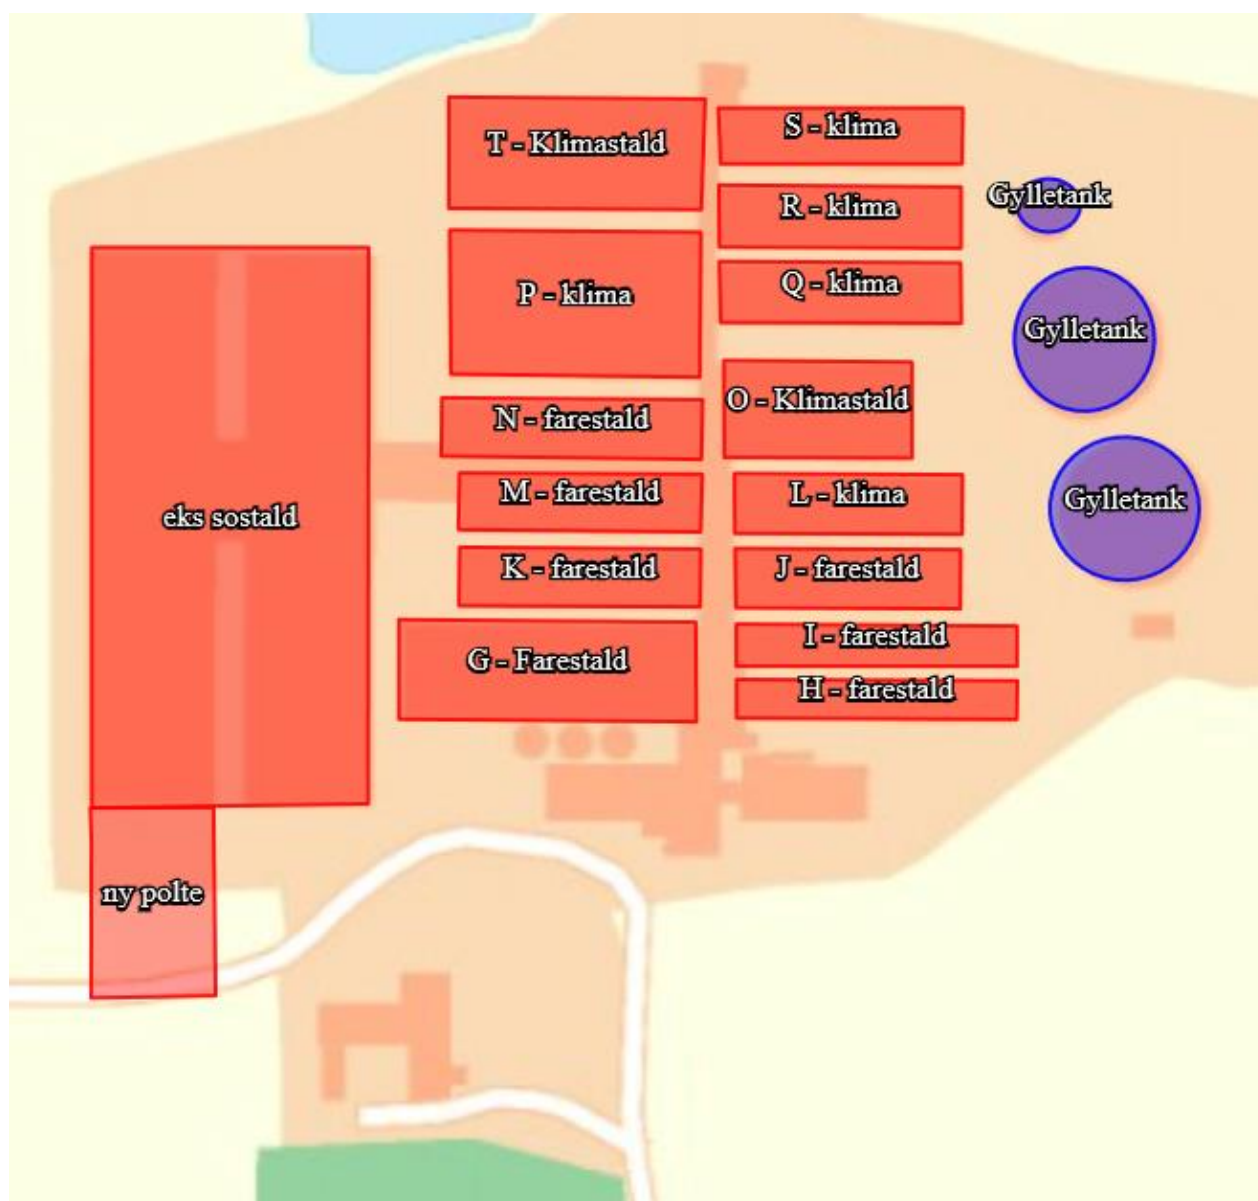 T - Klimastald
S - klima
R - klima
Gylletank
P - klima
Q - klima
Gylletank
O - Klimastald
N - farestald
M - farestald
L - klima
Gylletank
eks sostald
K - farestald
J - farestald
G - Farestald
I - farestald
H - farestald
ny polte